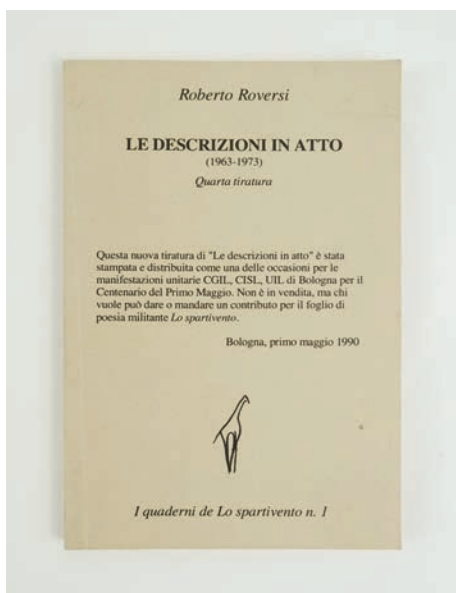 Roberto Roversi
LE DESCRIZIONI IN ATTO
(1963-1973)
Quarta tiratura
Questa nuova tiratura di "Le descrizioni in atto" è stata
stampata e distribuita come una delle occasioni per le
manifestazioni unitarie CGIL, CISL, UIL di Bologna per il
Centenario del Primo Maggio. Non è in vendita, ma chi
vuole può dare o mandare un contributo per il foglio di
poesia militante Lo spartivento.
Bologna, primo maggio 1990
I quaderni de Lo spartivento n. 1